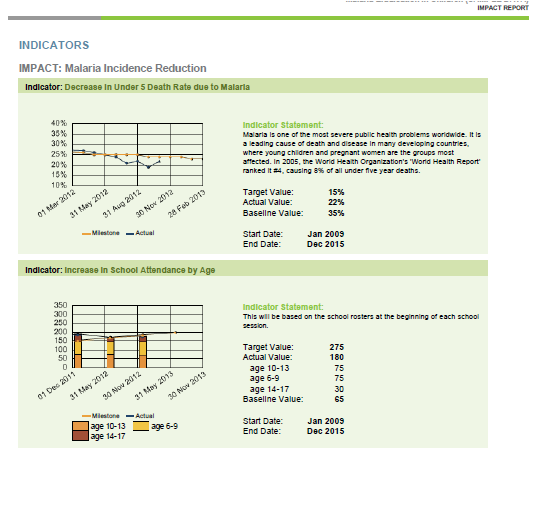 IMPACT REPORT
INDICATORS
IMPACT: Malaria Incidence Reduction
Indicator: Decrease in Under 5 Death Rate due to Malaria
40%
35%
30%
25%
20%
15%
10%
01 Mar 2012
31 May 2012
31 Aug 2012
30 Nov 2012
28 Feb 2013
Milestone
Actual
Indicator Statement:
Malaria is one of the most severe public health problems worldwide. It is
a leading cause of death and disease in many developing countries,
where young children and pregnant women are the groups most
affected. In 2005, the World Health Organization's 'World Health Report'
ranked it #4, causing 8% of all under five year deaths.
Target Value: 15%
Actual Value: 22%
Baseline Value: 35%
Start Date: Jan 2009
End Date: Dec 2015
Indicator: Increase in School Attendance by Age
350
300
250
200
150
100
50
0
01 Dec 2011
31 May 2012
30 Nov 2012
31 May 2013
30 Nov 2013
Milestone
Actual
age 10-13
age 6-9
age 14-17
Indicator Statement:
This will be based on the school rosters at the beginning of each school
session.
Target Value: 275
Actual Value: 180
age 10-13 75
age 6-9 75
age 14-17 30
Baseline Value: 65
Start Date: Jan 2009
End Date: Dec 2015